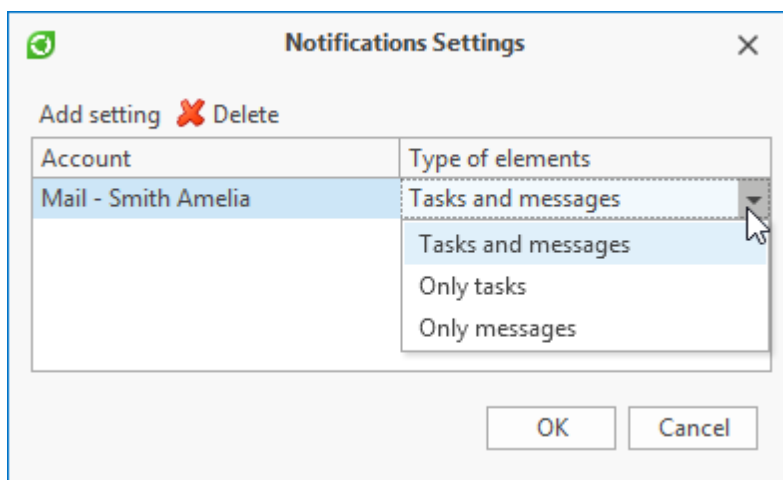 Notifications Settings
Add setting Delete
Account Type of elements
Mail - Smith Amelia Tasks and messages
Tasks and messages
Only tasks
Only messages
OK Cancel